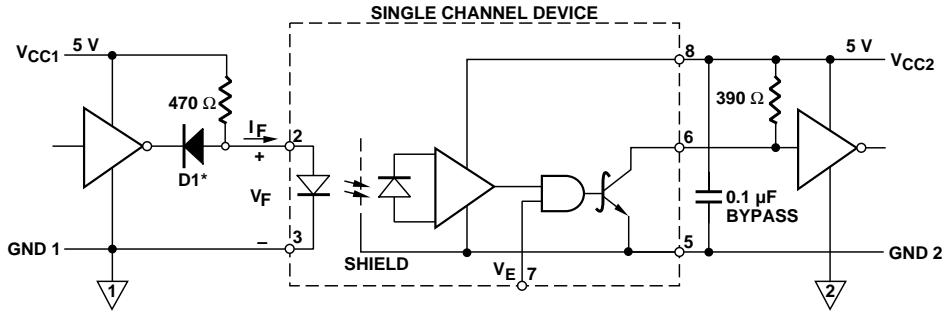 SINGLE CHANNEL DEVICE
VCC1
5 V
470 Ω
IF
+
2
D1*
VF
GND 1
–
3
1
SHIELD
VE
7
8
6
5
390 Ω
0.1 µF
BYPASS
5 V
VCC2
GND 2
2